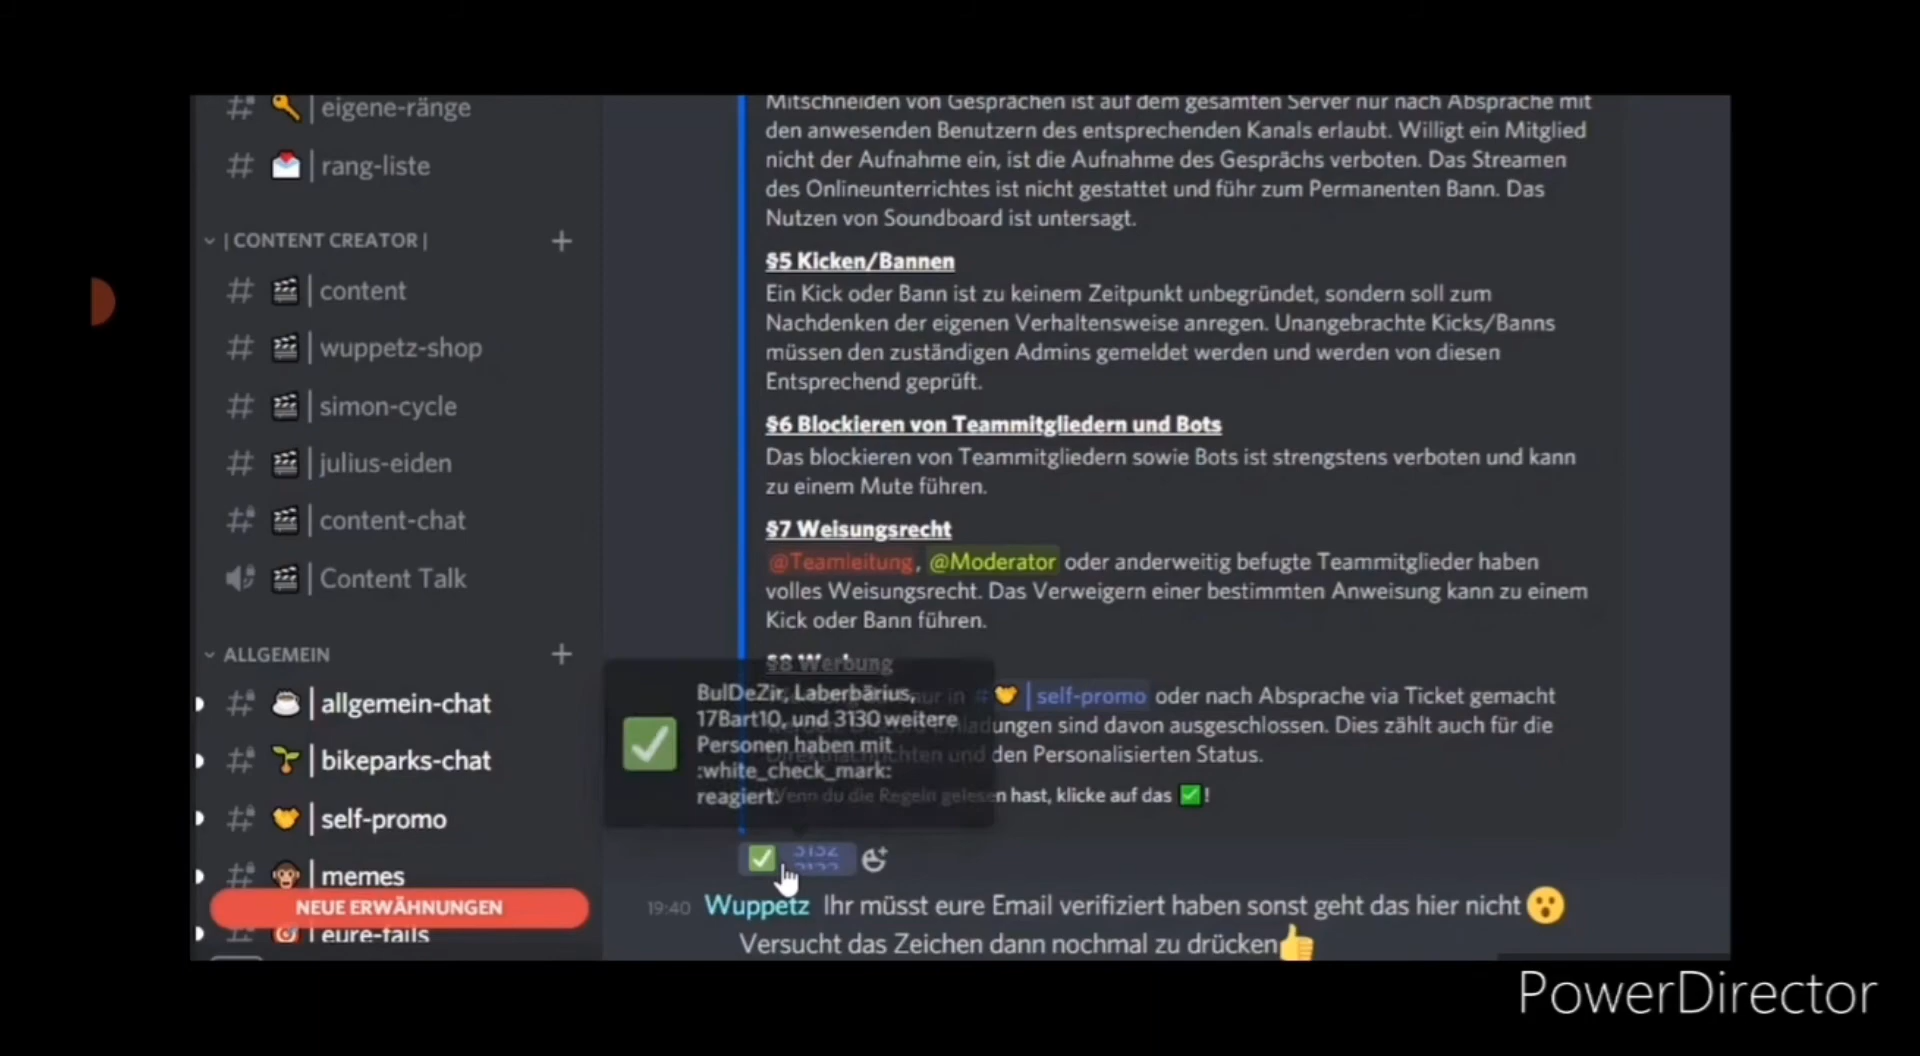 eigene-ränge
rang-liste
| CONTENT CREATOR |
content
wuppetz-shop
simon-cycle
julius-eiden
content-chat
Content Talk
ALLGEMEIN
allgemein-chat
bikeparks-chat
self-promo
memes
NEUE ERWÄHNUNGEN
eure-fails
Mitschneiden von Gesprächen ist auf dem gesamten Server nur nach Absprache mit
den anwesenden Benutzern des entsprechenden Kanals erlaubt. Willigt ein Mitglied
nicht der Aufnahme ein, ist die Aufnahme des Gesprächs verboten. Das Streamen
des Onlineunterrichtes ist nicht gestattet und führ zum Permanenten Bann. Das
Nutzen von Soundboard ist untersagt.
§5 Kicken/Bannen
Ein Kick oder Bann ist zu keinem Zeitpunkt unbegründet, sondern soll zum
Nachdenken der eigenen Verhaltensweise anregen. Unangebrachte Kicks/Banns
müssen den zuständigen Admins gemeldet werden und werden von diesen
Entsprechend geprüft.
§6 Blockieren von Teammitgliedern und Bots
Das blockieren von Teammitgliedern sowie Bots ist strengstens verboten und kann
zu einem Mute führen.
§7 Weisungsrecht
@Teamleitung, @Moderator oder anderweitig befugte Teammitglieder haben
volles Weisungsrecht. Das Verweigern einer bestimmten Anweisung kann zu einem
Kick oder Bann führen.
§8 Werbung
nur in # | self-promo oder nach Absprache via Ticket gemacht
sind davon ausgeschlossen. Dies zählt auch für die
und den Personalisierten Status.
Wenn du die Regeln gelesen hast, klicke auf das ✅ !
BulDeZir, Laberbärius,
17Bart10, und 3130 weitere
Personen haben mit
:white_check_mark:
reagiert.
3132
3133
19:40 Wuppetz Ihr müsst eure Email verifiziert haben sonst geht das hier nicht 😮
Versucht das Zeichen dann nochmal zu drücken 👍
PowerDirector